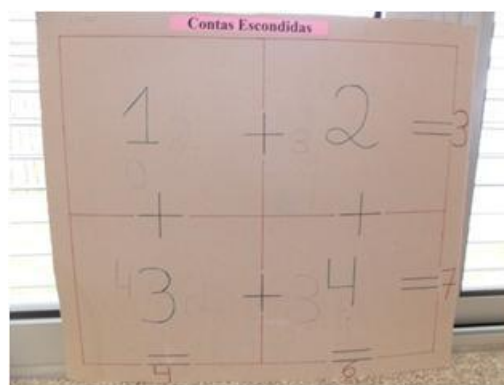 Contas Escondidas
1 + 2 = 3
+ +
3 + 4 = 7
= =
4 6